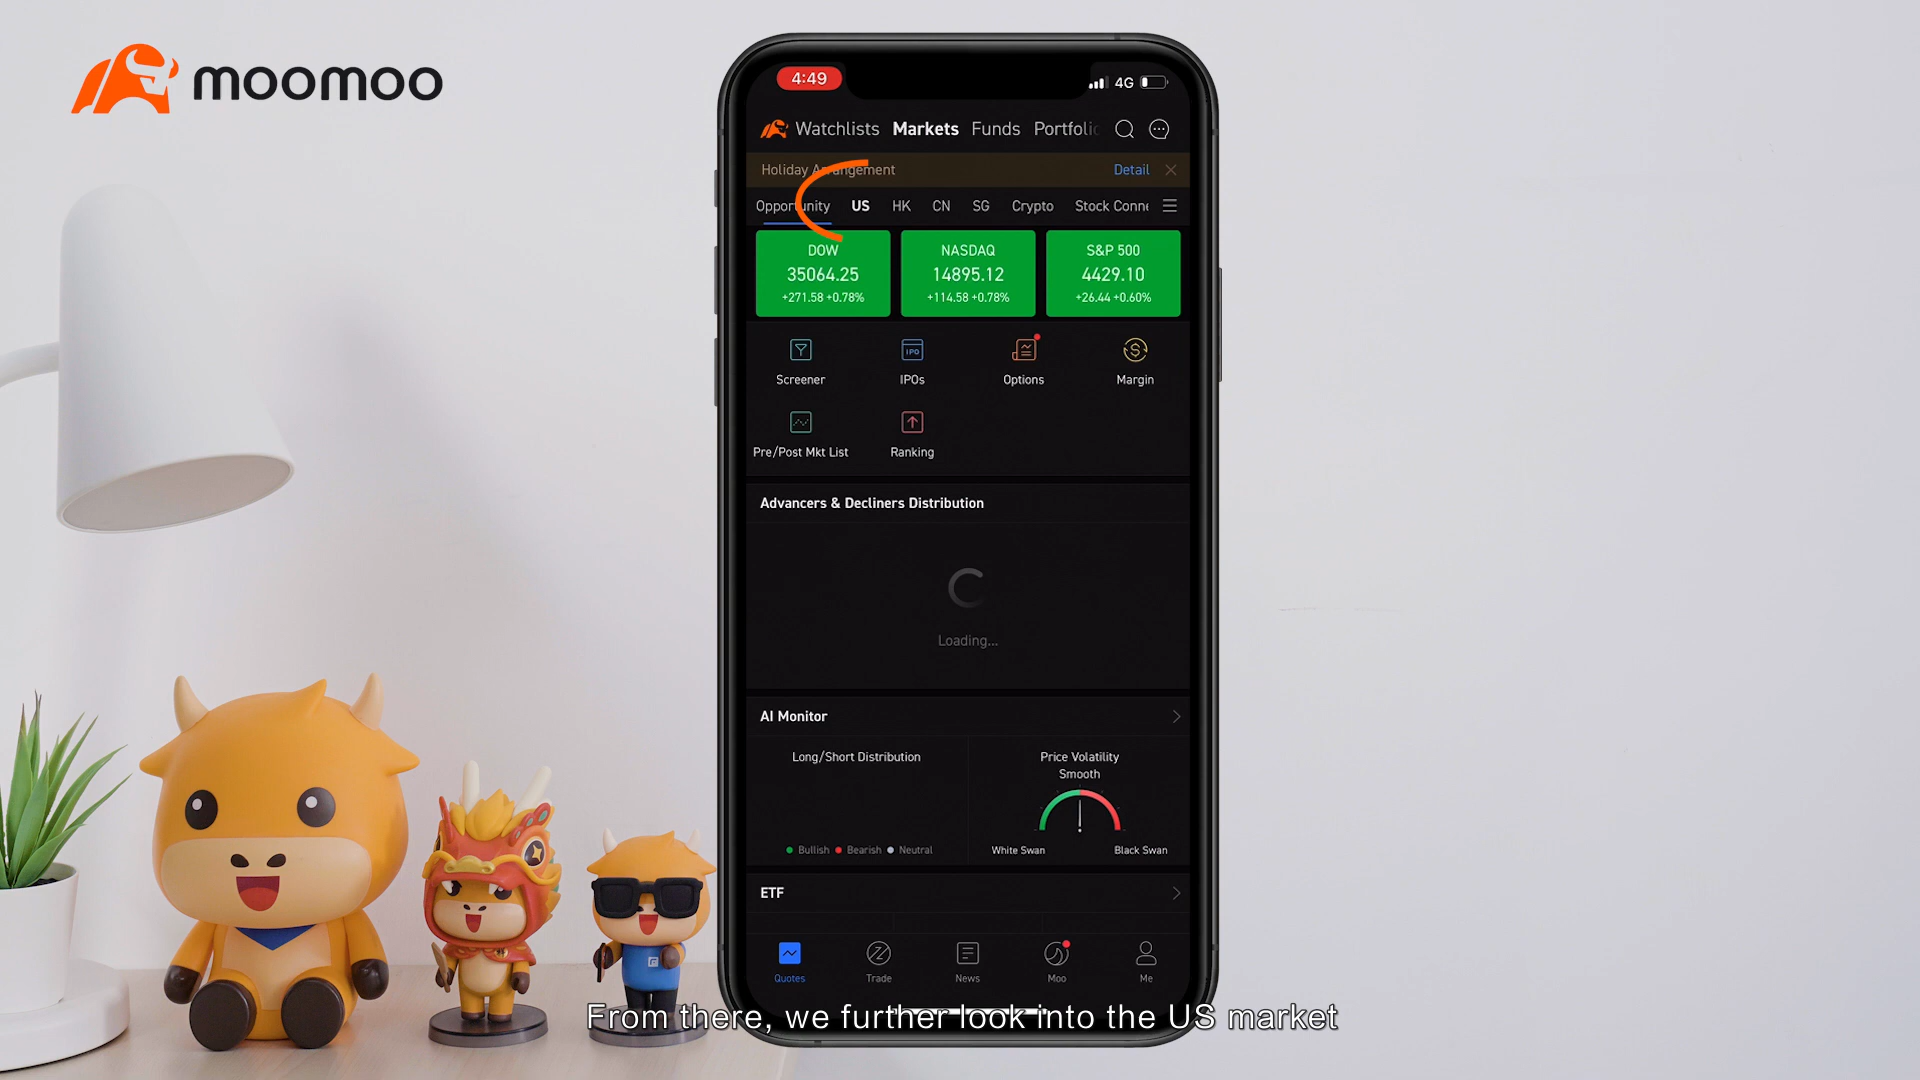 moomoo
4:49
4G
Watchlists Markets Funds Portfolio
Holiday Arrangement Detail
Opportunity US HK CN SG Crypto Stock Conne
DOW NASDAQ S&P 500
35064.25 14895.12 4429.10
+271.58 +0.78% +114.58 +0.78% +26.44 +0.60%
IPO
Screener IPOs Options Margin
Pre/Post Mkt List Ranking
Advancers & Decliners Distribution
Loading...
AI Monitor
Long/Short Distribution Price Volatility
Smooth
Bullish Bearish Neutral White Swan Black Swan
ETF
Quotes Trade News Moo Me
From there, we further look into the US market